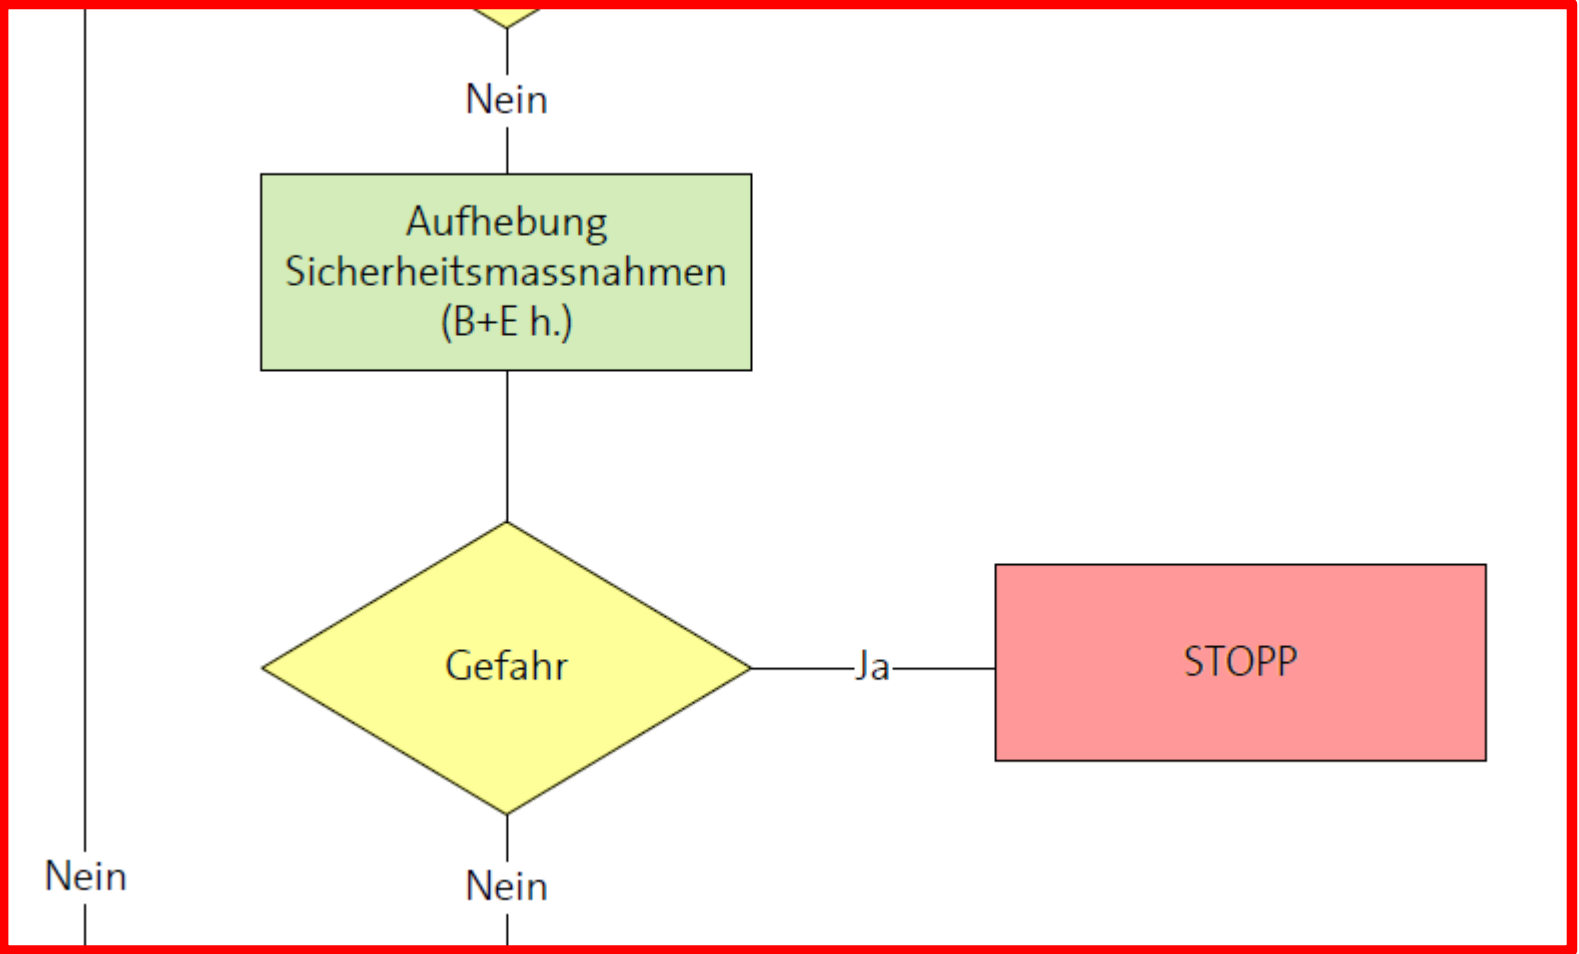 Nein
Aufhebung
Sicherheitsmassnahmen
(B+E h.)
Gefahr
Ja
STOPP
Nein
Nein